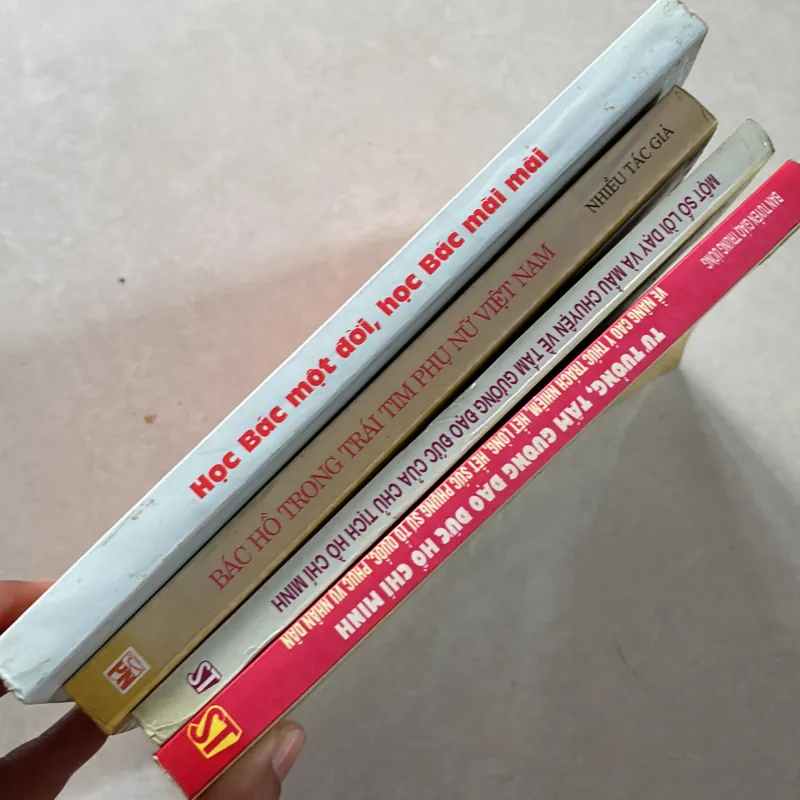 Học Bác một đời, học Bác mãi mãi
BÁC HỒ TRONG TRÁI TIM PHỤ NỮ VIỆT NAM
NHIỀU TÁC GIẢ
PN
MỘT SỐ LỜI DẠY VÀ MẨU CHUYỆN VỀ TẤM GƯƠNG ĐẠO ĐỨC CỦA CHỦ TỊCH HỒ CHÍ MINH
ST
BAN TUYÊN GIÁO TRUNG ƯƠNG
TƯ TƯỞNG, TẤM GƯƠNG ĐẠO ĐỨC HỒ CHÍ MINH
VỀ NÂNG CAO Ý THỨC TRÁCH NHIỆM, HẾT LÒNG, HẾT SỨC PHỤNG SỰ TỔ QUỐC, PHỤC VỤ NHÂN DÂN
ST